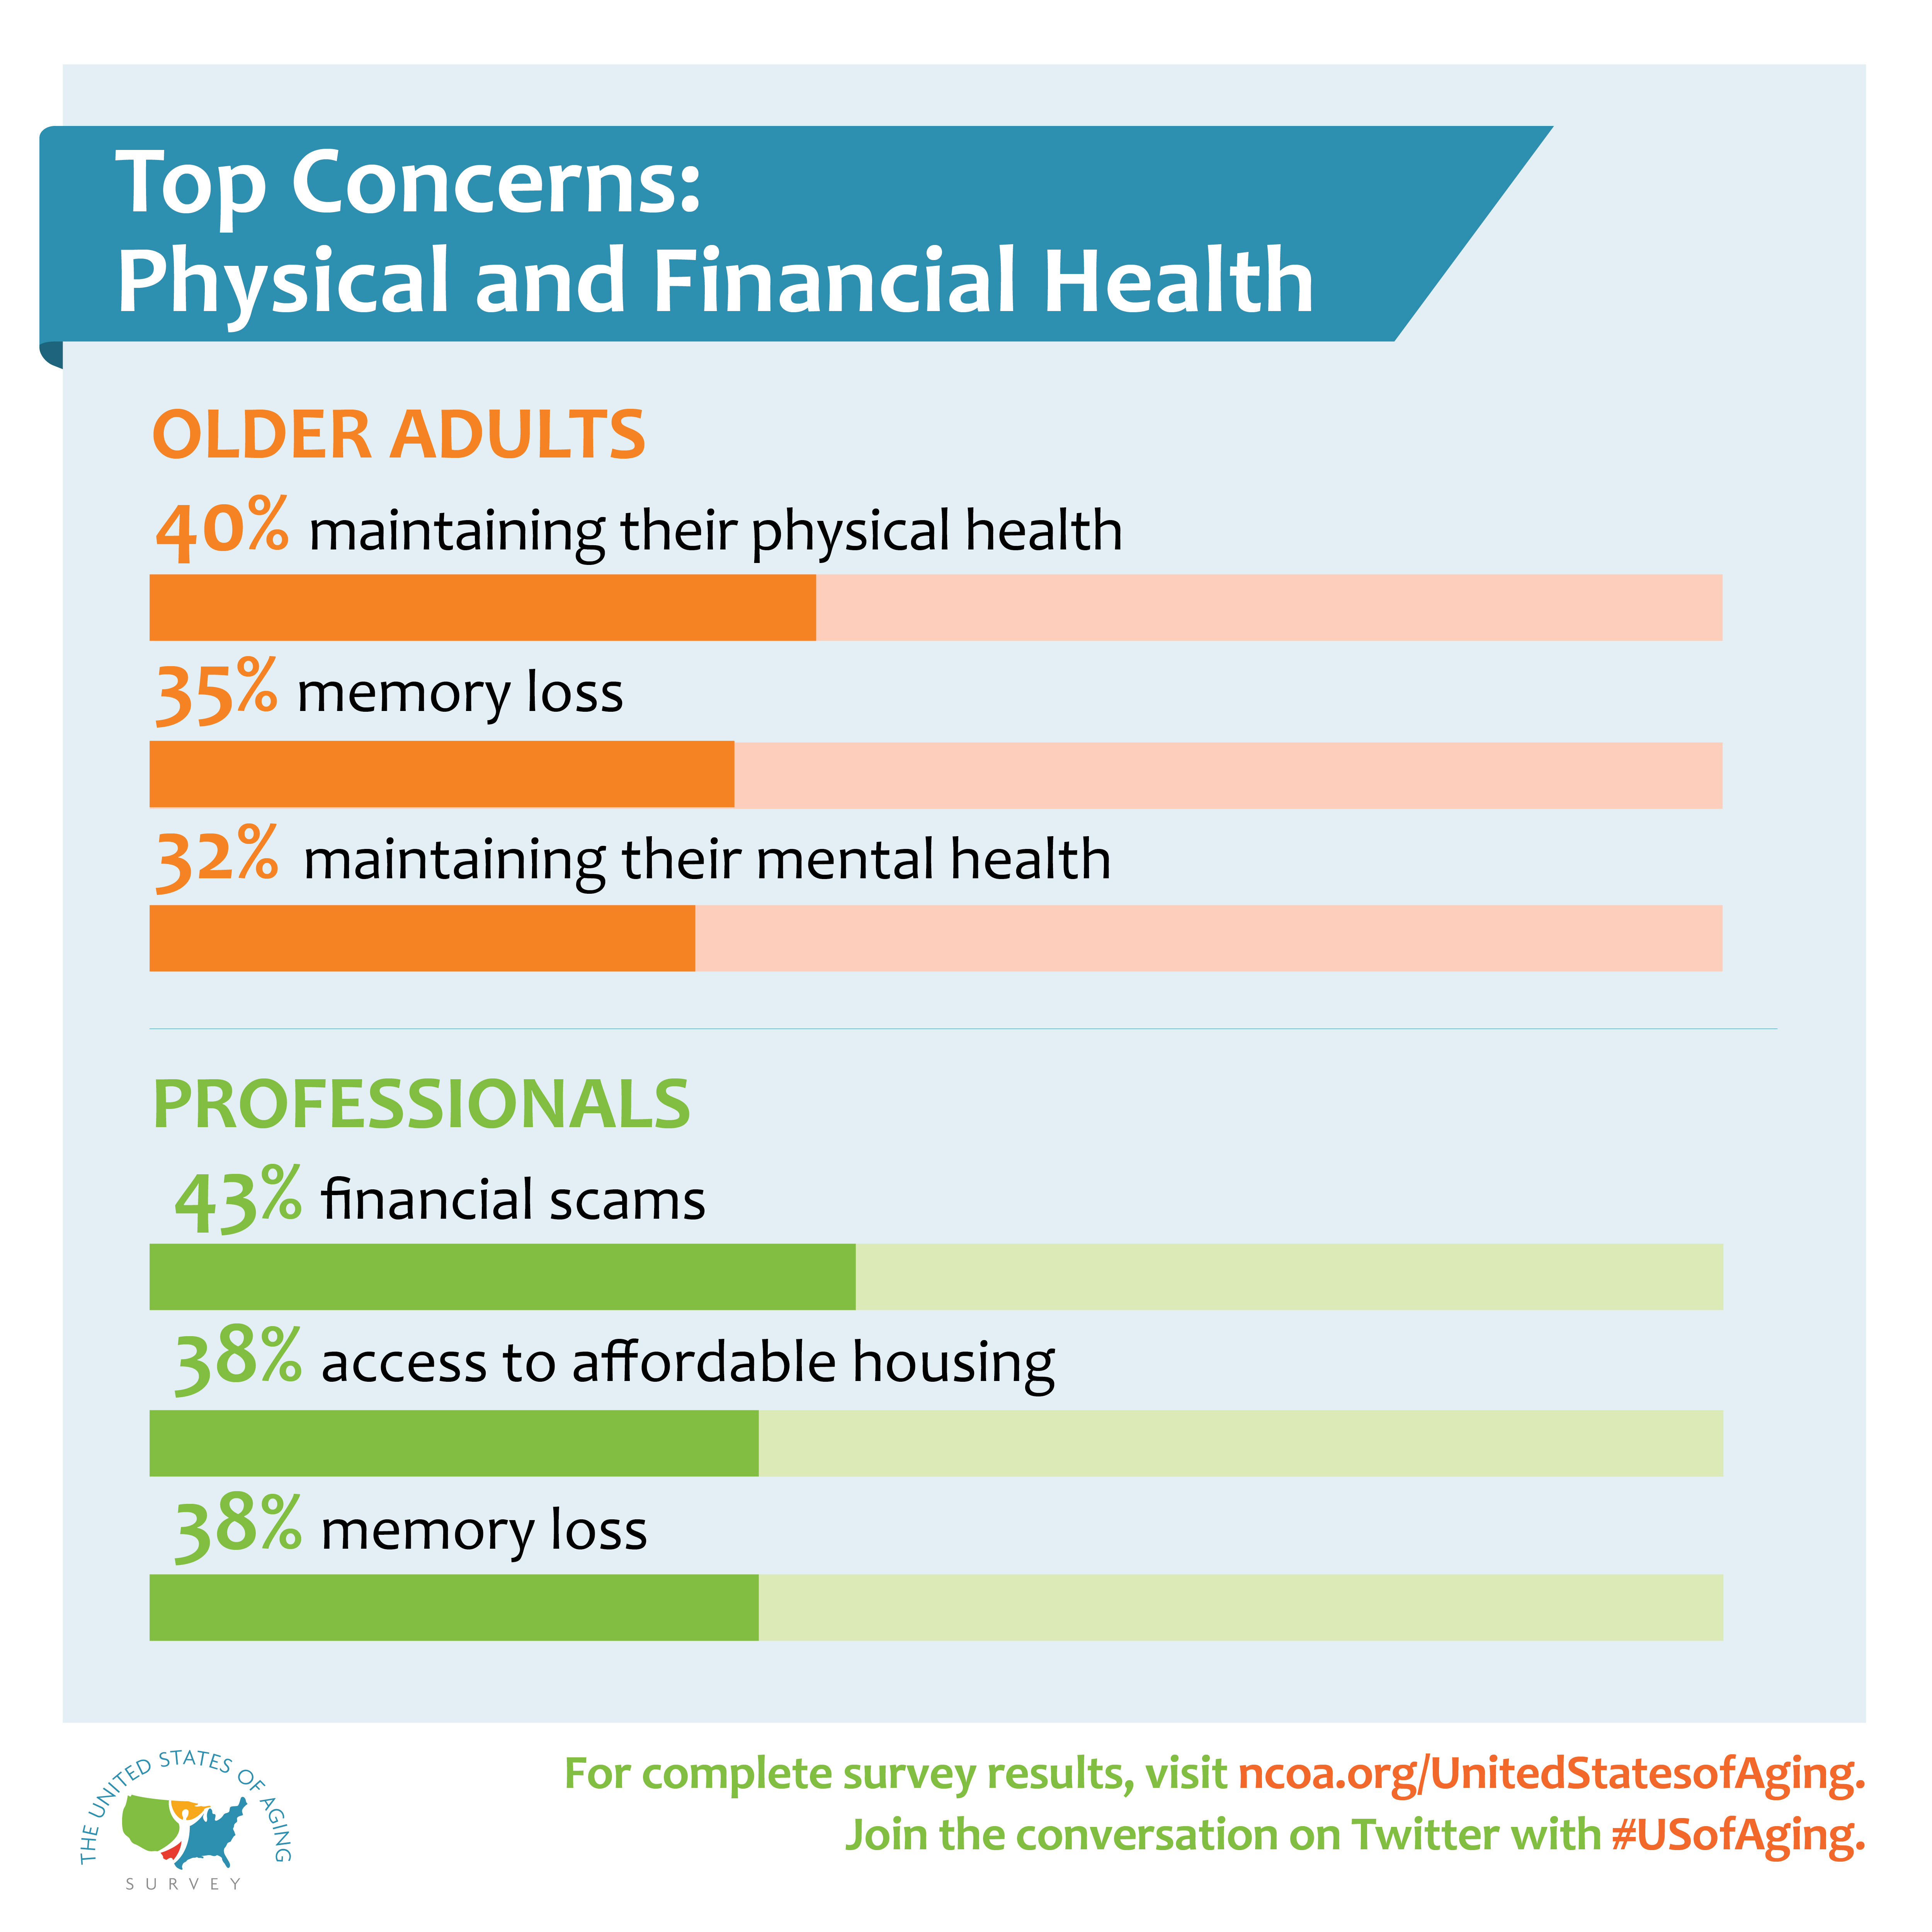 Top Concerns:
Physical and Financial Health
OLDER ADULTS
40% maintaining their physical health
35% memory loss
32% maintaining their mental health
PROFESSIONALS
43% financial scams
38% access to affordable housing
38% memory loss
THE UNITED STATES OF AGING
SURVEY
For complete survey results, visit ncoa.org/UnitedStatesofAging.
Join the conversation on Twitter with #USofAging.